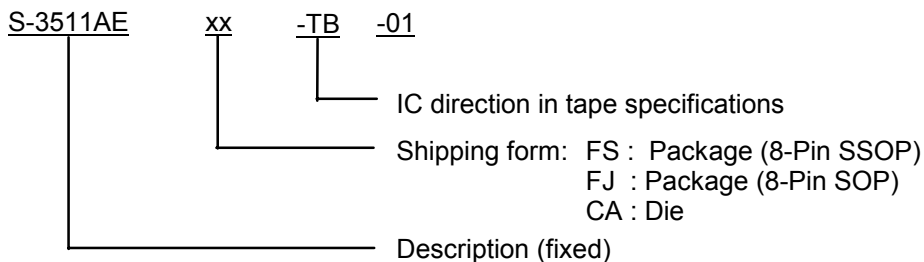 S-3511AE xx -TB -01
IC direction in tape specifications
Shipping form: FS : Package (8-Pin SSOP)
FJ : Package (8-Pin SOP)
CA : Die
Description (fixed)